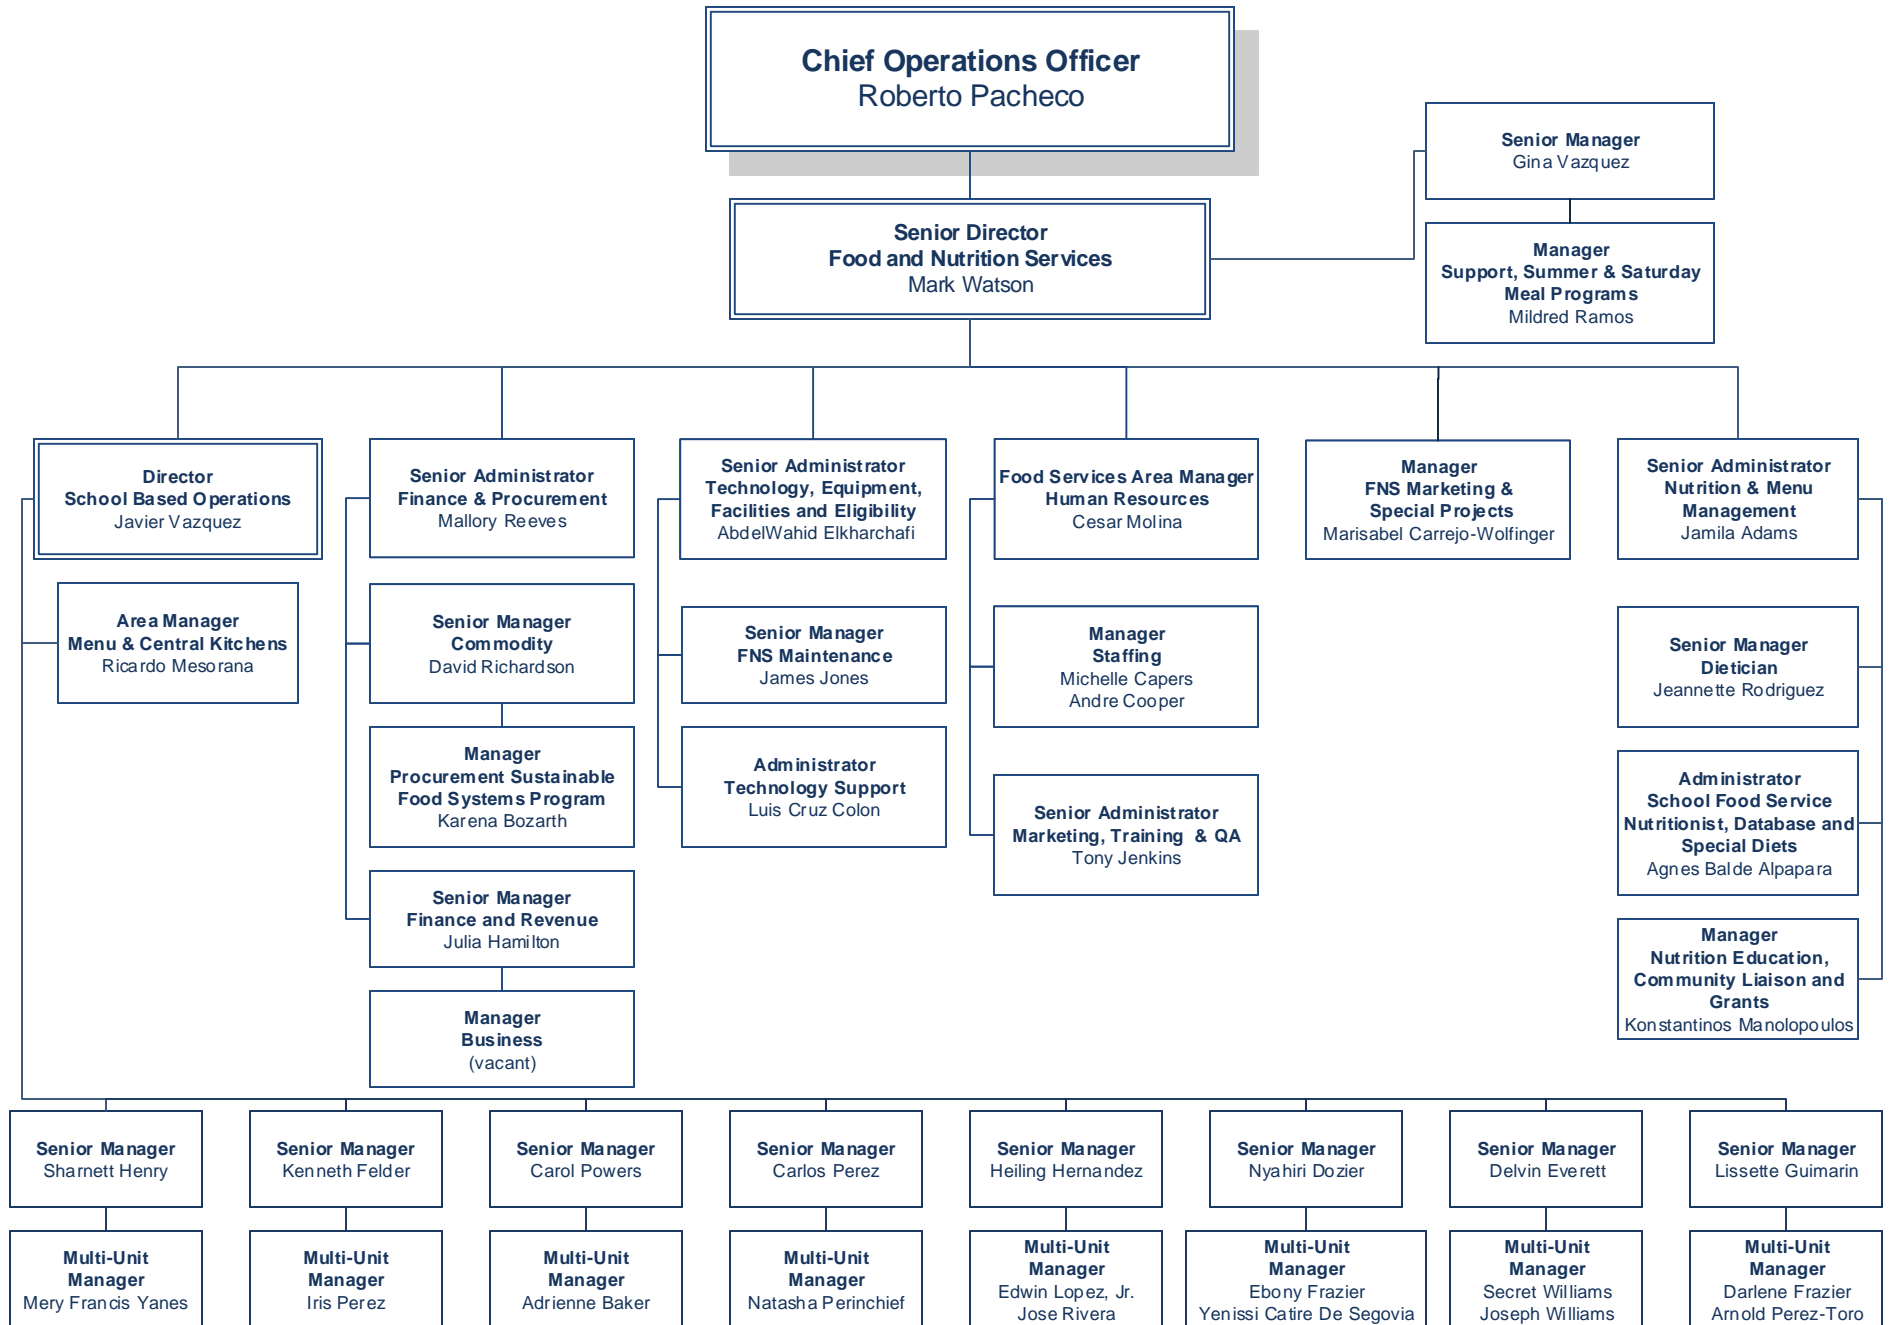 Chief Operations Officer
Roberto Pacheco
Senior Manager
Gina Vazquez
Senior Director
Food and Nutrition Services
Mark Watson
Manager
Support, Summer & Saturday
Meal Programs
Mildred Ramos
Director
School Based Operations
Javier Vazquez
Senior Administrator
Finance & Procurement
Mallory Reeves
Senior Administrator
Technology, Equipment,
Facilities and Eligibility
AbdelWahid Elkharchafi
Food Services Area Manager
Human Resources
Cesar Molina
Manager
FNS Marketing &
Special Projects
Marisabel Carrejo-Wolfinger
Senior Administrator
Nutrition & Menu
Management
Jamila Adams
Area Manager
Menu & Central Kitchens
Ricardo Mesorana
Senior Manager
Commodity
David Richardson
Senior Manager
FNS Maintenance
James Jones
Manager
Staffing
Michelle Capers
Andre Cooper
Senior Manager
Dietician
Jeannette Rodriguez
Manager
Procurement Sustainable
Food Systems Program
Karena Bozarth
Administrator
Technology Support
Luis Cruz Colon
Senior Administrator
Marketing, Training & QA
Tony Jenkins
Administrator
School Food Service
Nutritionist, Database and
Special Diets
Agnes Balde Alpapara
Senior Manager
Finance and Revenue
Julia Hamilton
Manager
Nutrition Education,
Community Liaison and
Grants
Konstantinos Manolopoulos
Manager
Business
(vacant)
Senior Manager
Sharnett Henry
Senior Manager
Kenneth Felder
Senior Manager
Carol Powers
Senior Manager
Carlos Perez
Senior Manager
Heiling Hernandez
Senior Manager
Nyahiri Dozier
Senior Manager
Delvin Everett
Senior Manager
Lissette Guimarin
Multi-Unit
Manager
Mery Francis Yanes
Multi-Unit
Manager
Iris Perez
Multi-Unit
Manager
Adrienne Baker
Multi-Unit
Manager
Natasha Perinchief
Multi-Unit
Manager
Edwin Lopez, Jr.
Jose Rivera
Multi-Unit
Manager
Ebony Frazier
Yenissi Catire De Segovia
Multi-Unit
Manager
Secret Williams
Joseph Williams
Multi-Unit
Manager
Darlene Frazier
Arnold Perez-Toro